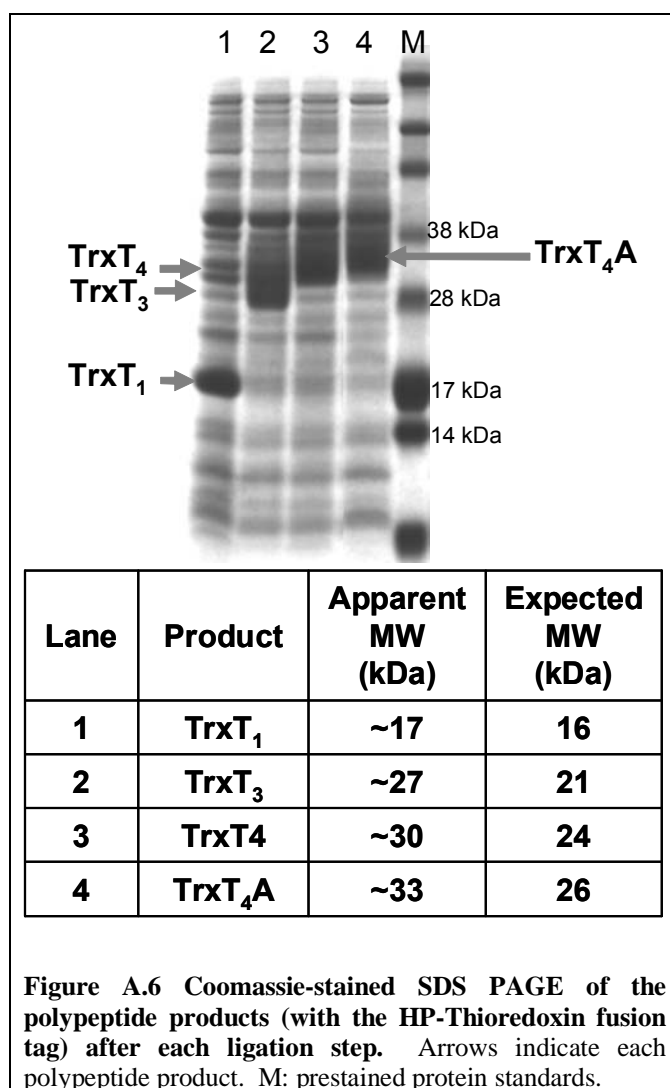 1 2 3 4 M
38 kDa
TrxT4
TrxT4A
TrxT3
28 kDa
TrxT1
17 kDa
14 kDa
Lane Product Apparent MW (kDa) Expected MW (kDa)
1 TrxT1 ~17 16
2 TrxT3 ~27 21
3 TrxT4 ~30 24
4 TrxT4A ~33 26
Figure A.6 Coomassie-stained SDS PAGE of the
polypeptide products (with the HP-Thioredoxin fusion
tag) after each ligation step. Arrows indicate each
polypeptide product. M: prestained protein standards.